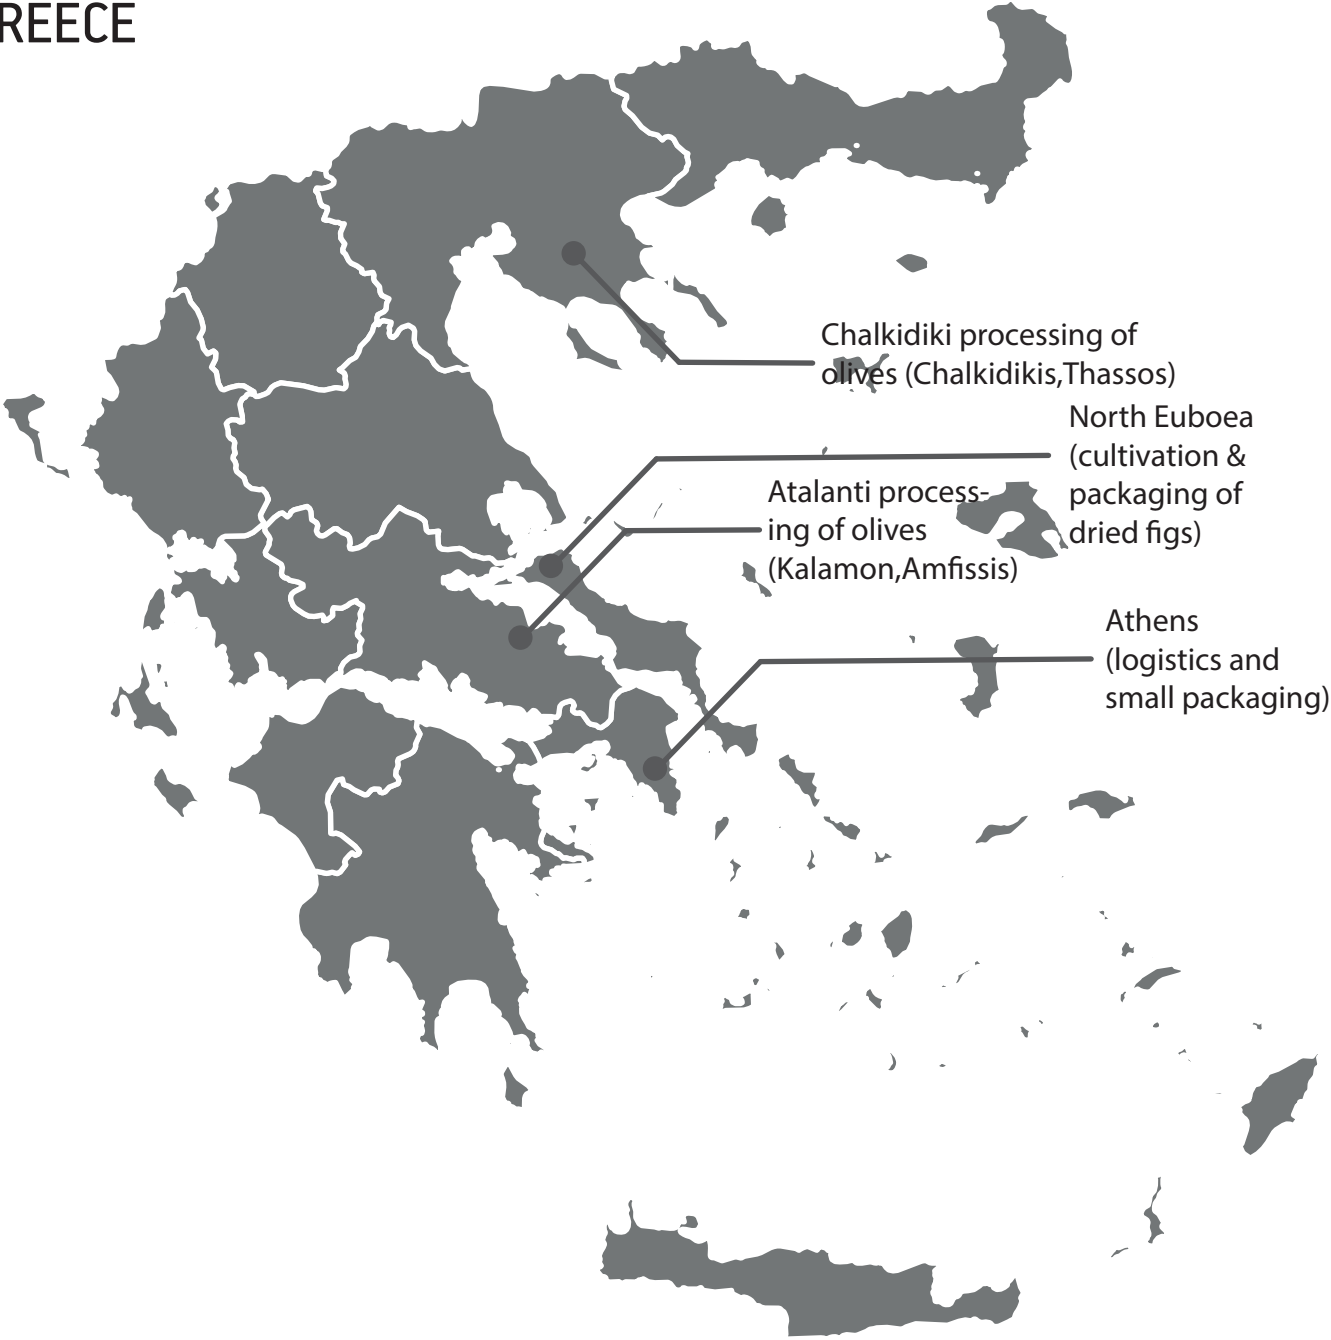 REECE
Chalkidiki processing of
olives (Chalkidikis,Thassos)
North Euboea
(cultivation &
packaging of
dried figs)
Atalanti process-
ing of olives
(Kalamon,Amfissis)
Athens
(logistics and
small packaging)